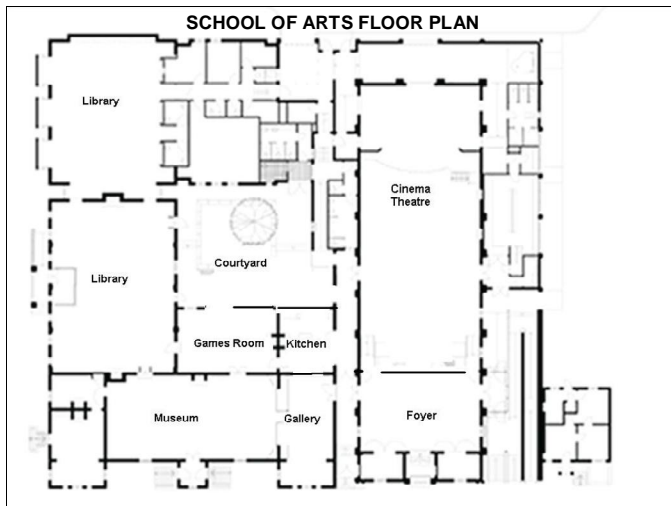 SCHOOL OF ARTS FLOOR PLAN
Library
Cinema
Theatre
Library
Courtyard
Games Room
Kitchen
Museum
Gallery
Foyer